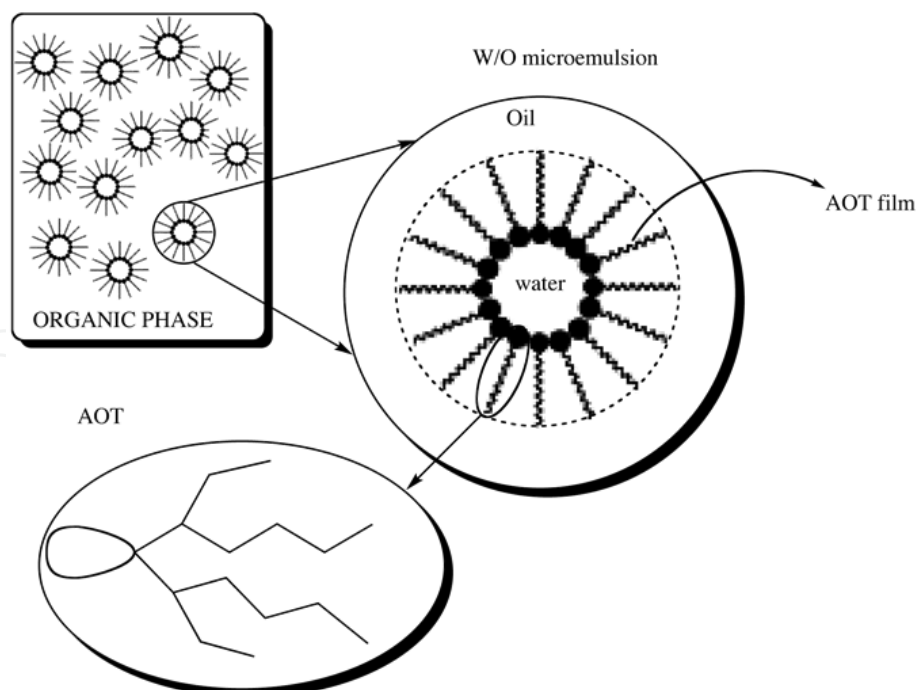 W/O microemulsion
Oil
AOT film
water
ORGANIC PHASE
AOT